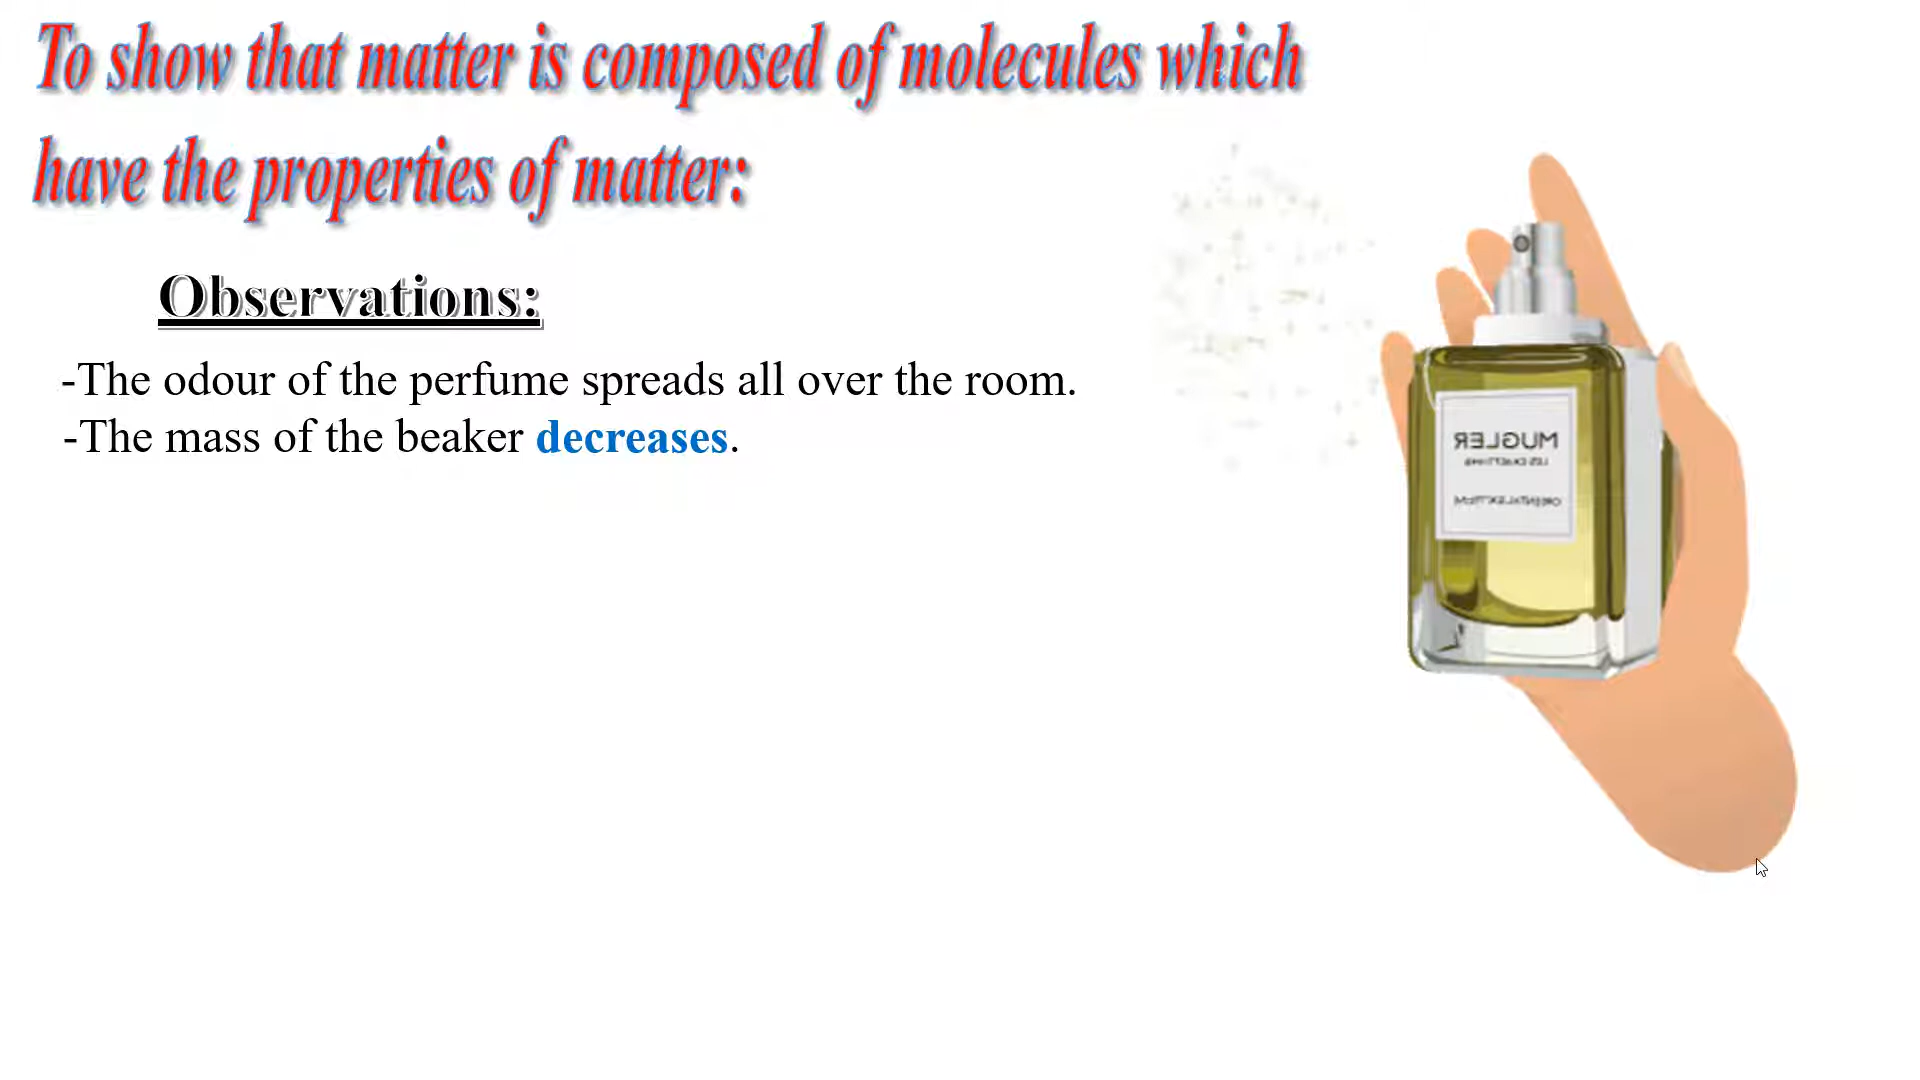 To show that matter is composed of molecules which
have the properties of matter:
Observations:
-The odour of the perfume spreads all over the room.
-The mass of the beaker decreases.
MUGLER